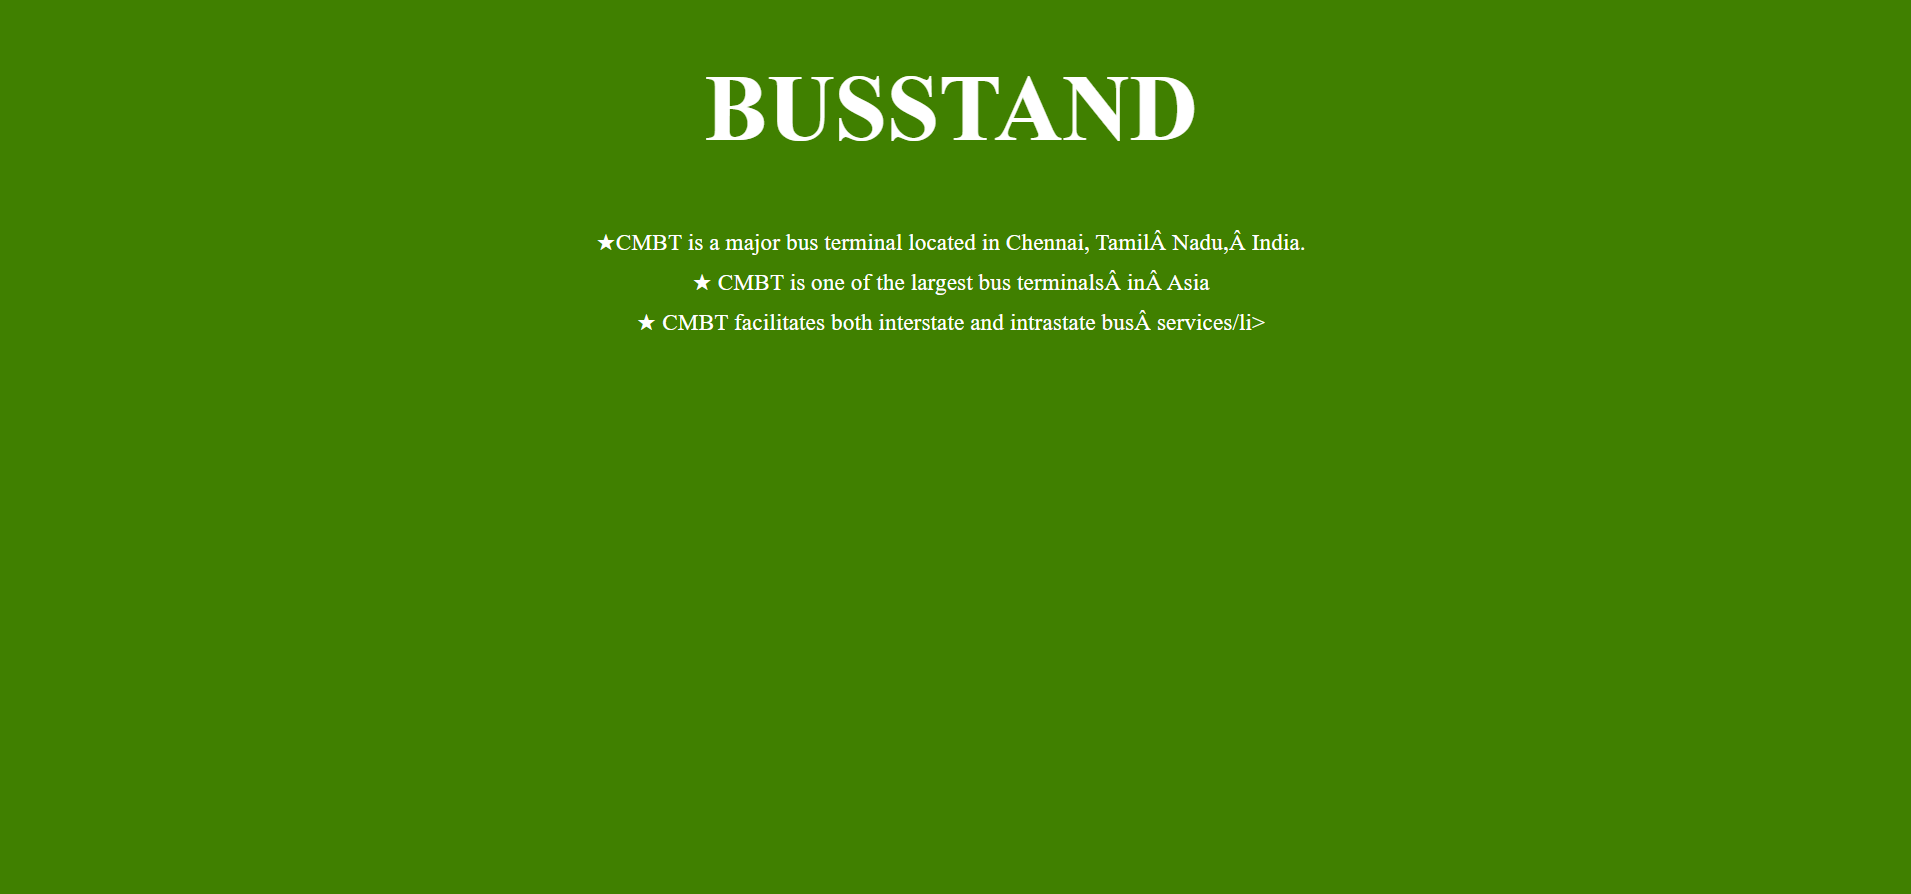 BUSSTAND
★CMBT is a major bus terminal located in Chennai, TamilÂ Nadu,Â India.
★ CMBT is one of the largest bus terminalsÂ inÂ Asia
★ CMBT facilitates both interstate and intrastate busÂ services/li>